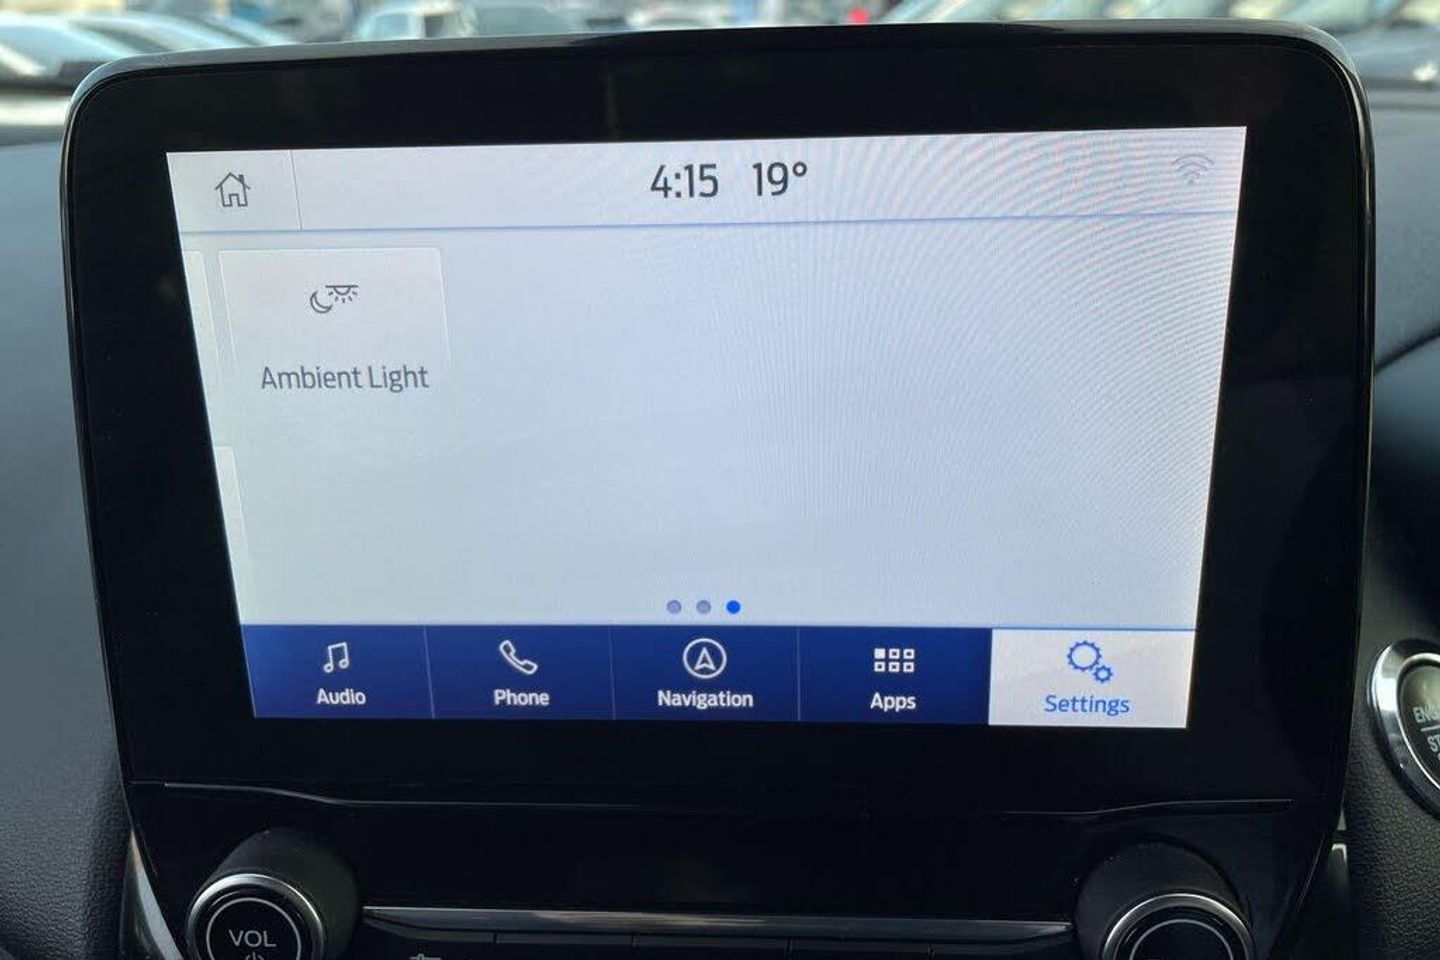 4:15 19°
Ambient Light
Audio
Phone
Navigation
Apps
Settings
VOL